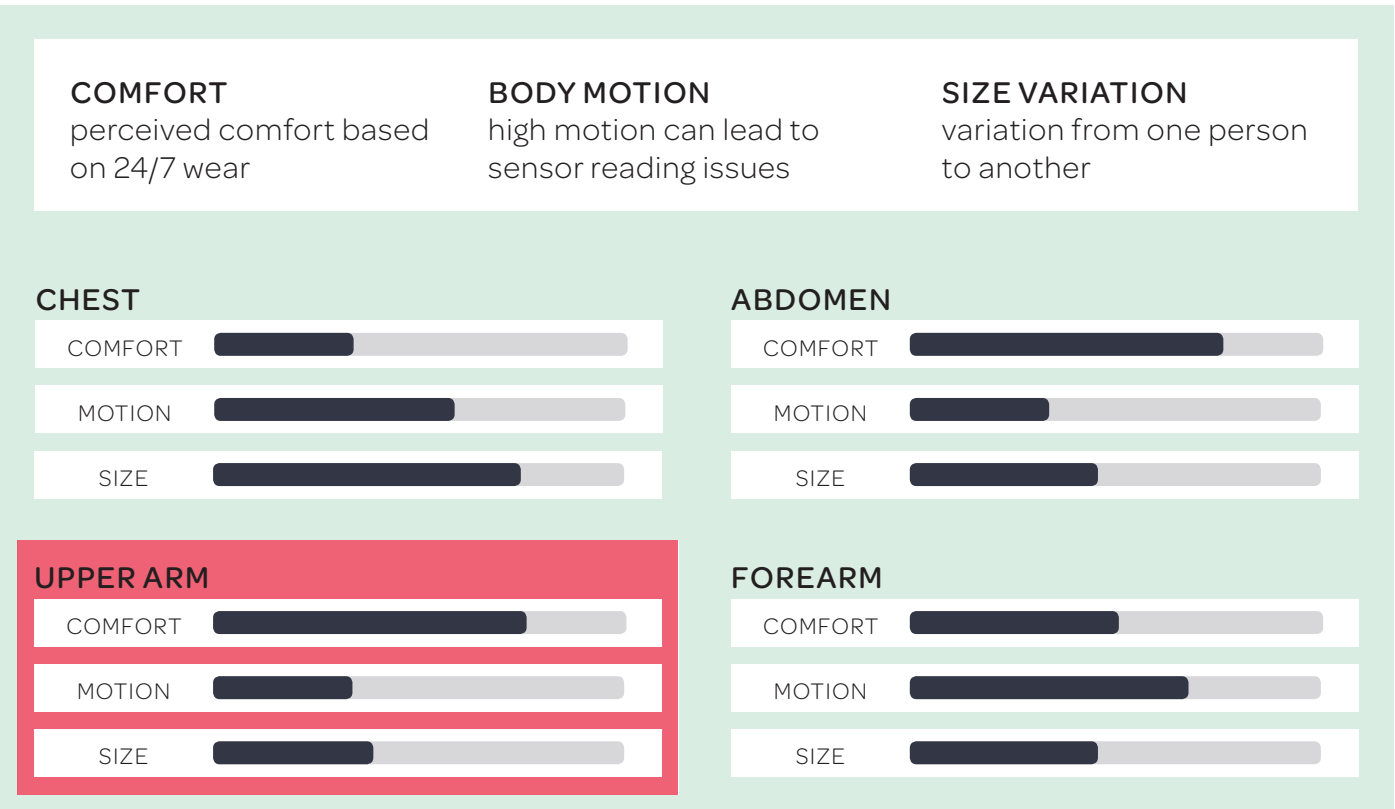 COMFORT
perceived comfort based
on 24/7 wear
BODY MOTION
high motion can lead to
sensor reading issues
SIZE VARIATION
variation from one person
to another
CHEST
COMFORT
MOTION
SIZE
ABDOMEN
COMFORT
MOTION
SIZE
UPPER ARM
COMFORT
MOTION
SIZE
FOREARM
COMFORT
MOTION
SIZE